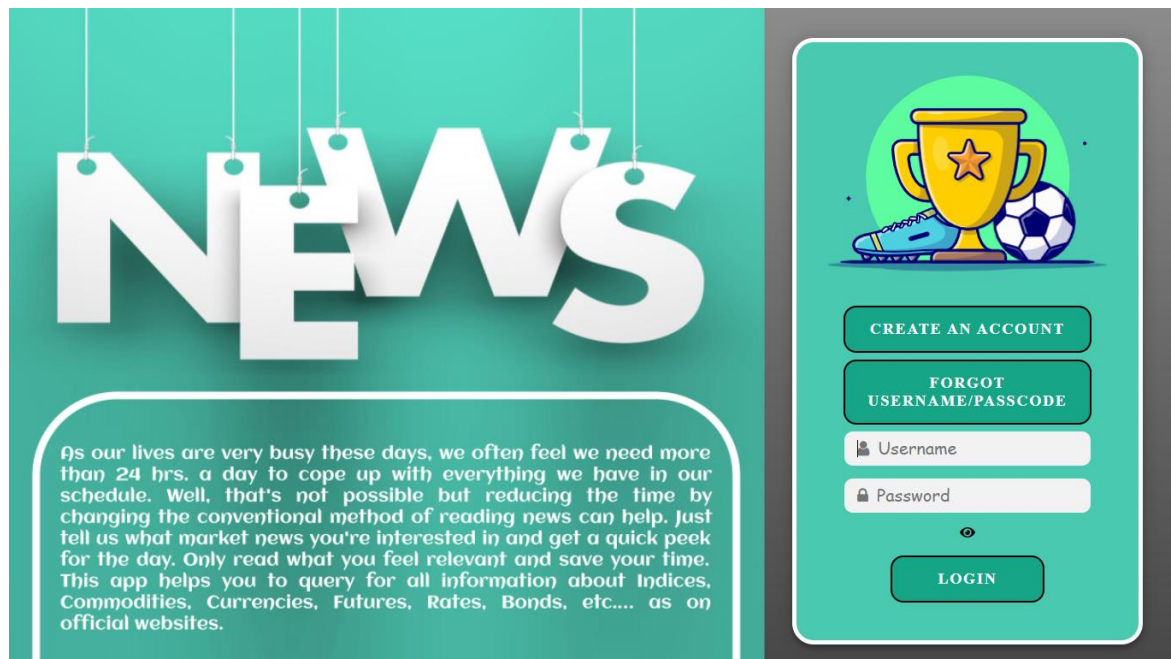 NEWS
As our lives are very busy these days, we often feel we need more
than 24 hrs. a day to cope up with everything we have in our
schedule. Well, that's not possible but reducing the time by
changing the conventional method of reading news can help. Just
tell us what market news you're interested in and get a quick peek
for the day. Only read what you feel relevant and save your time.
This app helps you to query for all information about Indices,
Commodities, Currencies, Futures, Rates, Bonds, etc.... as on
official websites.
CREATE AN ACCOUNT
FORGOT
USERNAME/PASSCODE
Username
Password
LOGIN